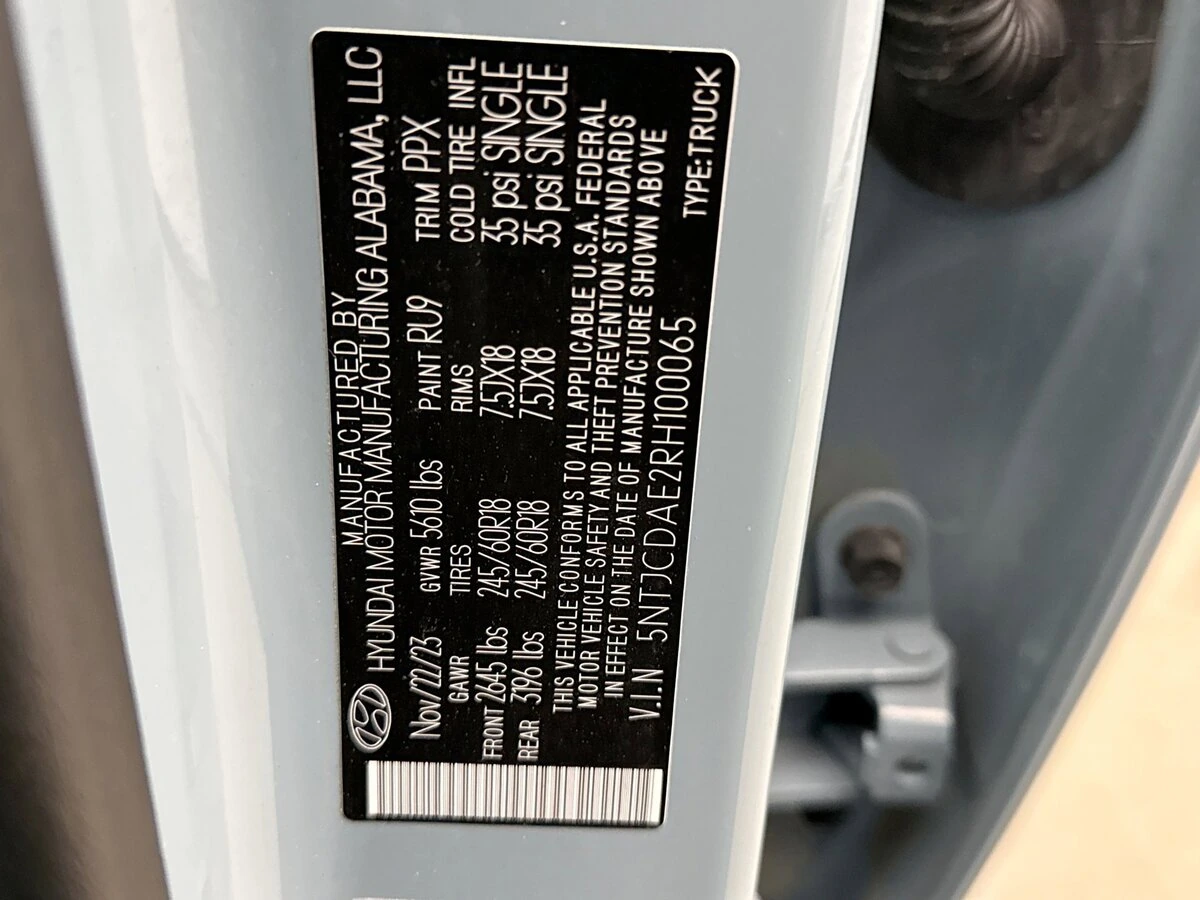 MANUFACTURED BY
HYUNDAI MOTOR MANUFACTURING ALABAMA, LLC
Nov/22/23 GVWR 5610 lbs PAINT RU9 TRIM PPX
GAWR TIRES RIMS COLD TIRE INFL
FRONT 2645 lbs 245/60R18 7.5JX18 35 psi SINGLE
REAR 3196 lbs 245/60R18 7.5JX18 35 psi SINGLE
THIS VEHICLE CONFORMS TO ALL APPLICABLE U.S.A. FEDERAL
MOTOR VEHICLE SAFETY AND THEFT PREVENTION STANDARDS
IN EFFECT ON THE DATE OF MANUFACTURE SHOWN ABOVE
V.I.N 5NTJCDAE2RH100065 TYPE:TRUCK